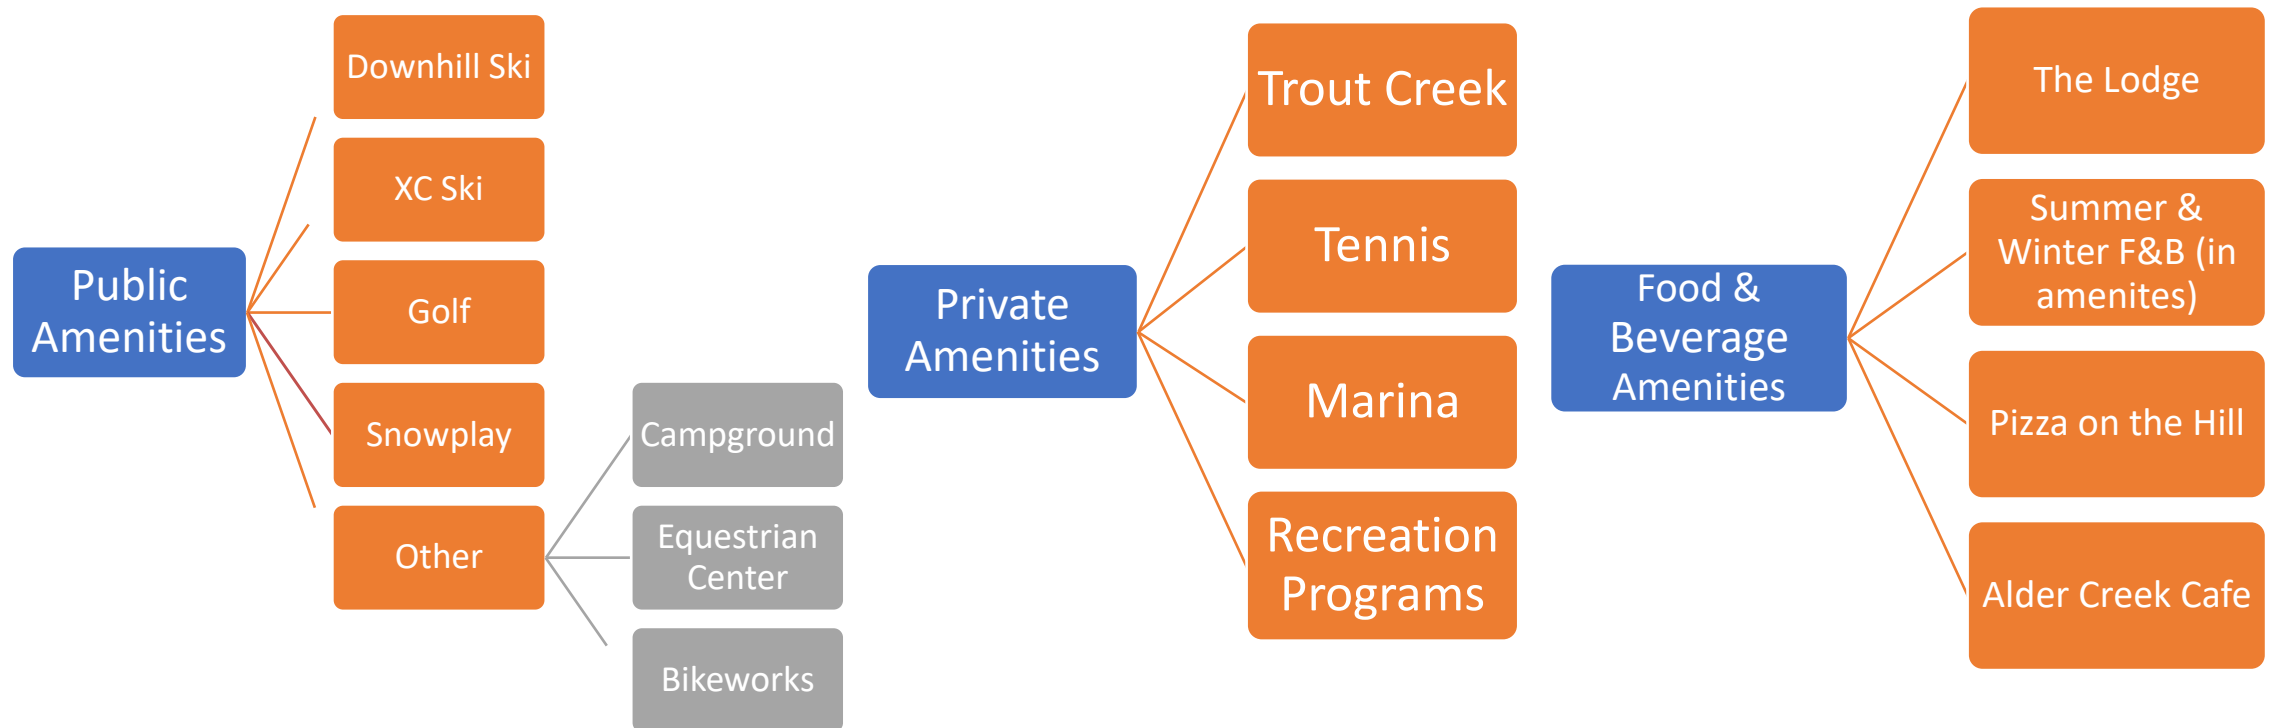 Public
Amenities
Downhill Ski
XC Ski
Golf
Snowplay
Other
Campground
Equestrian
Center
Bikeworks
Private
Amenities
Trout Creek
Tennis
Marina
Recreation
Programs
Food &
Beverage
Amenities
The Lodge
Summer &
Winter F&B (in
amenites)
Pizza on the Hill
Alder Creek Cafe